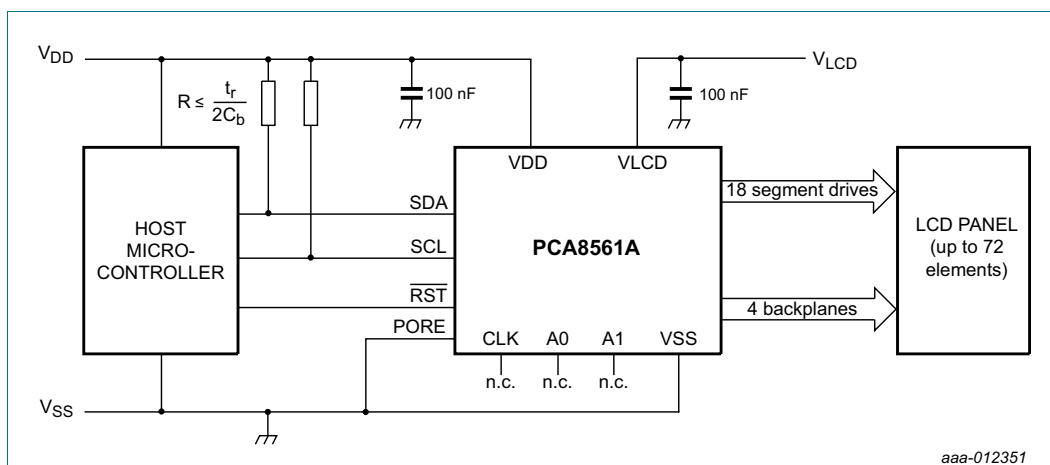 VDD
VLCD
R ≤ tr
2Cb
100 nF
100 nF
VDD
VLCD
18 segment drives
SDA
HOST
MICRO-
CONTROLLER
SCL
PCA8561A
LCD PANEL
(up to 72
elements)
RST
4 backplanes
PORE
CLK
A0
A1
VSS
n.c.
n.c.
n.c.
VSS
aaa-012351